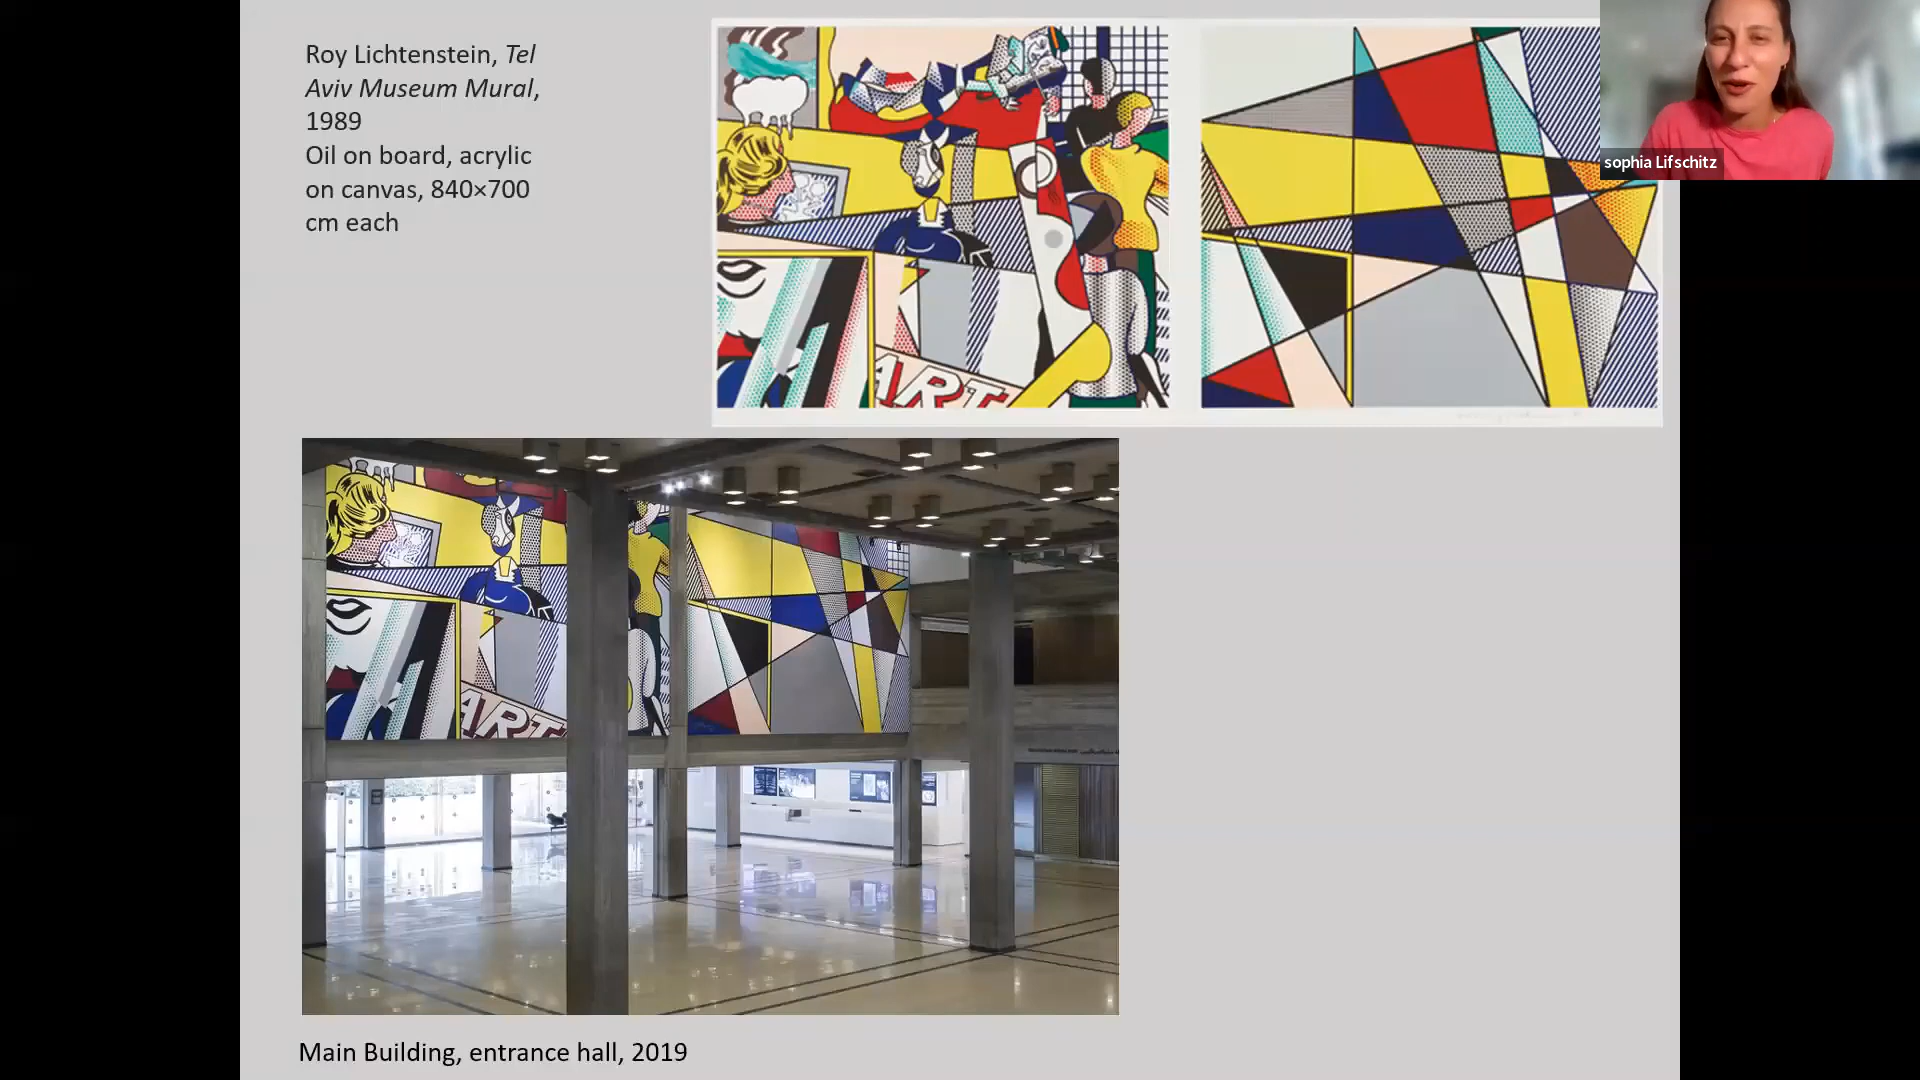 Roy Lichtenstein, Tel
Aviv Museum Mural,
1989
Oil on board, acrylic
on canvas, 840×700
cm each
sophia Lifschitz
ART
ART
Main Building, entrance hall, 2019